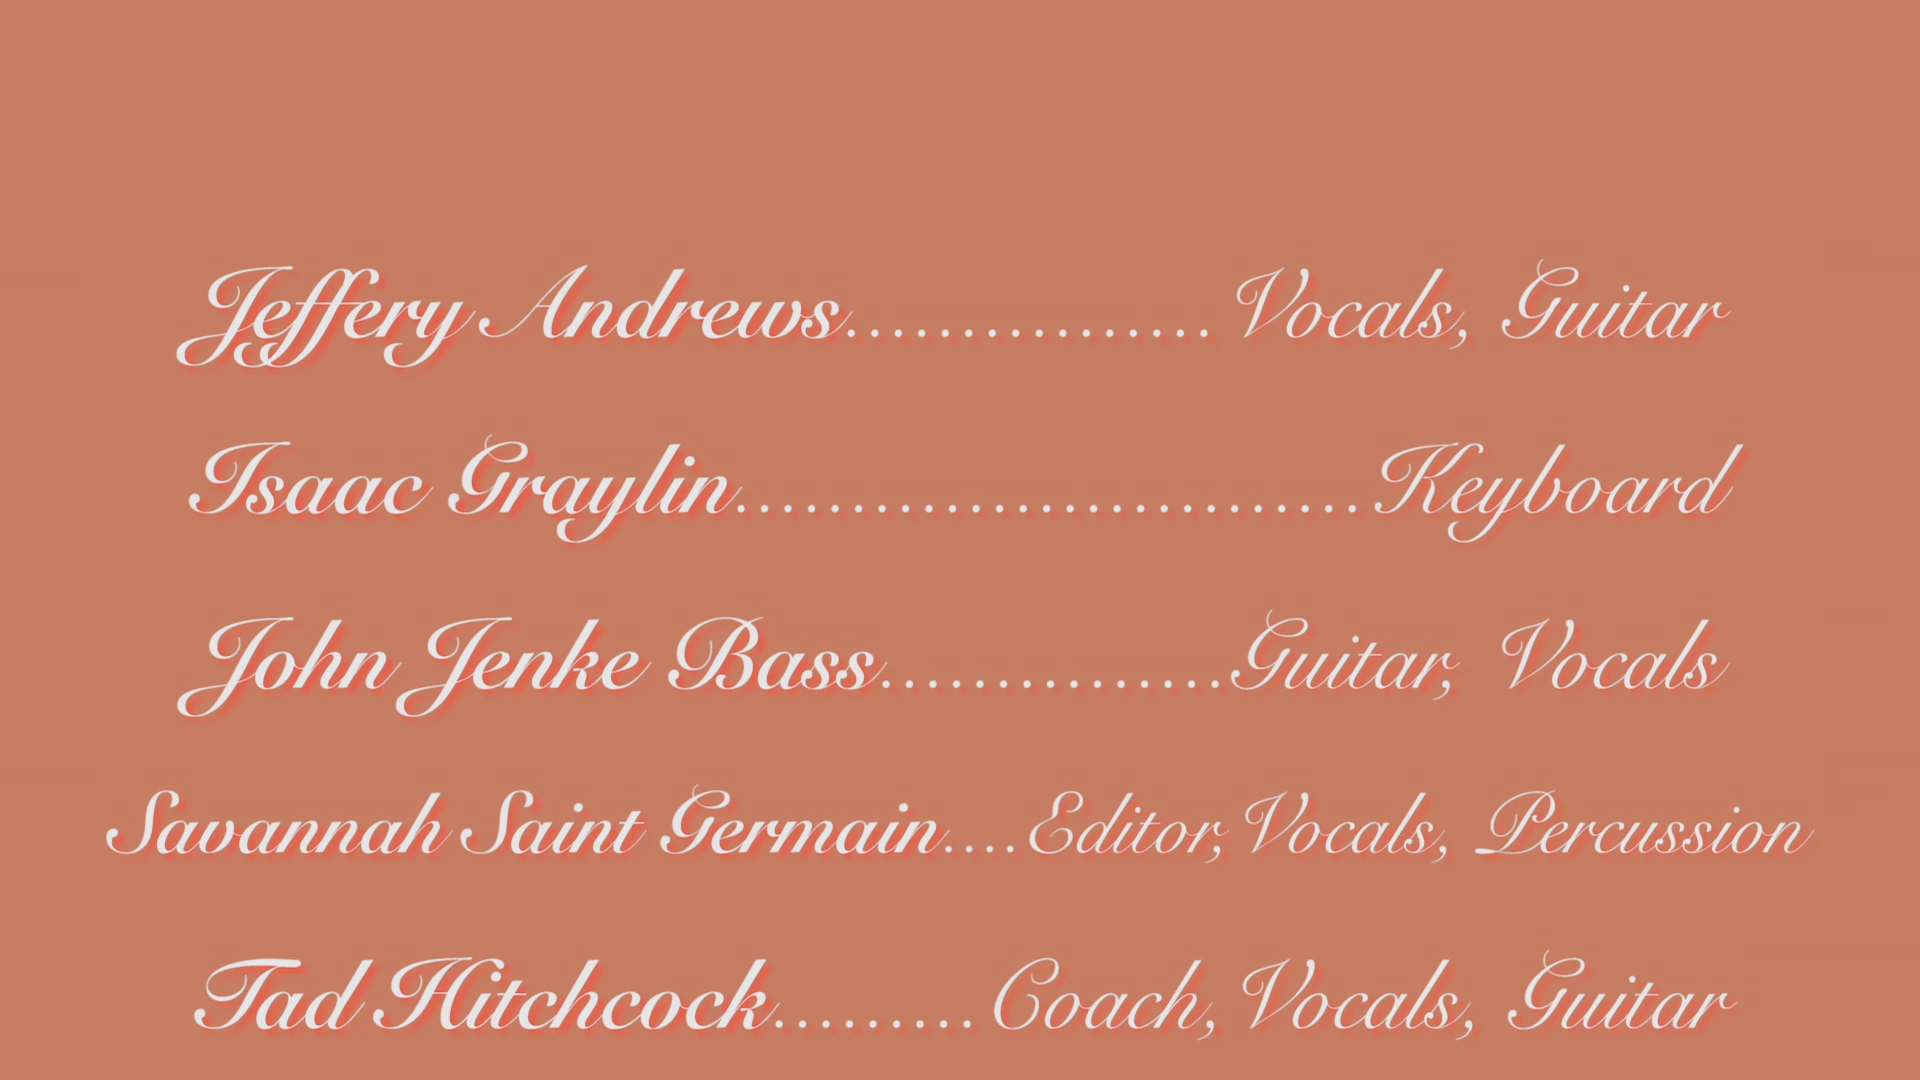 Jeffery Andrews................ Vocals, Guitar
Isaac Graylin...........................Keyboard
John Jenke Bass...............Guitar, Vocals
Savannah Saint Germain....Editor, Vocals, Percussion
Tad Hitchcock......... Coach, Vocals, Guitar